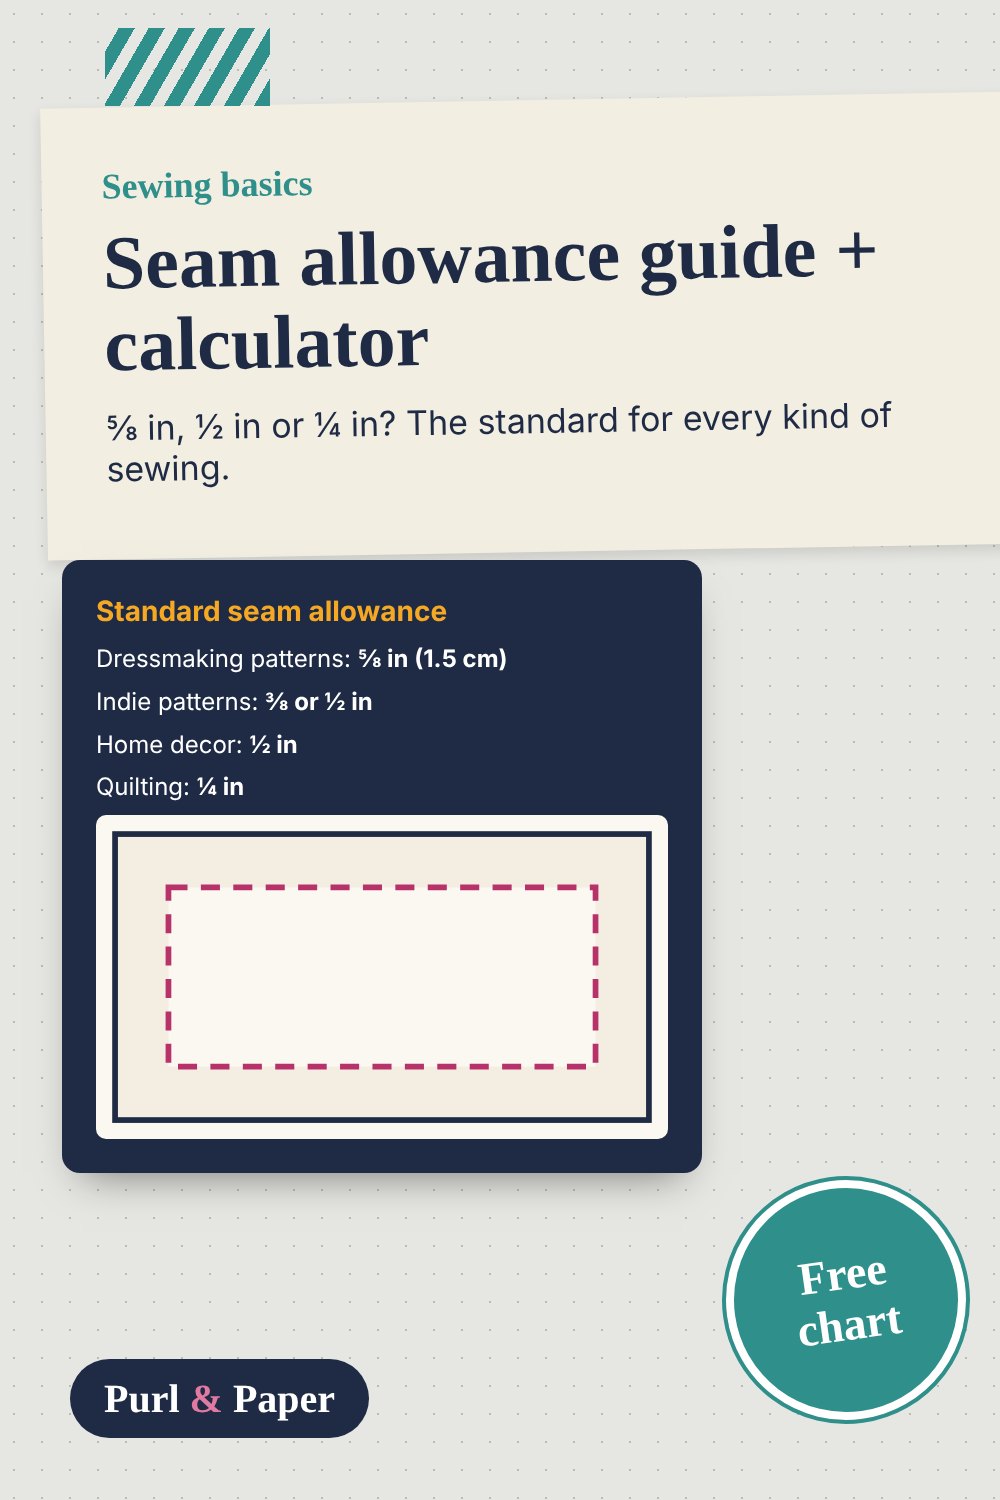 Sewing basics
Seam allowance guide +
calculator
⅝ in, ½ in or ¼ in? The standard for every kind of
sewing.
Standard seam allowance
Dressmaking patterns: ⅝ in (1.5 cm)
Indie patterns: ⅜ or ½ in
Home decor: ½ in
Quilting: ¼ in
Free
chart
Purl & Paper